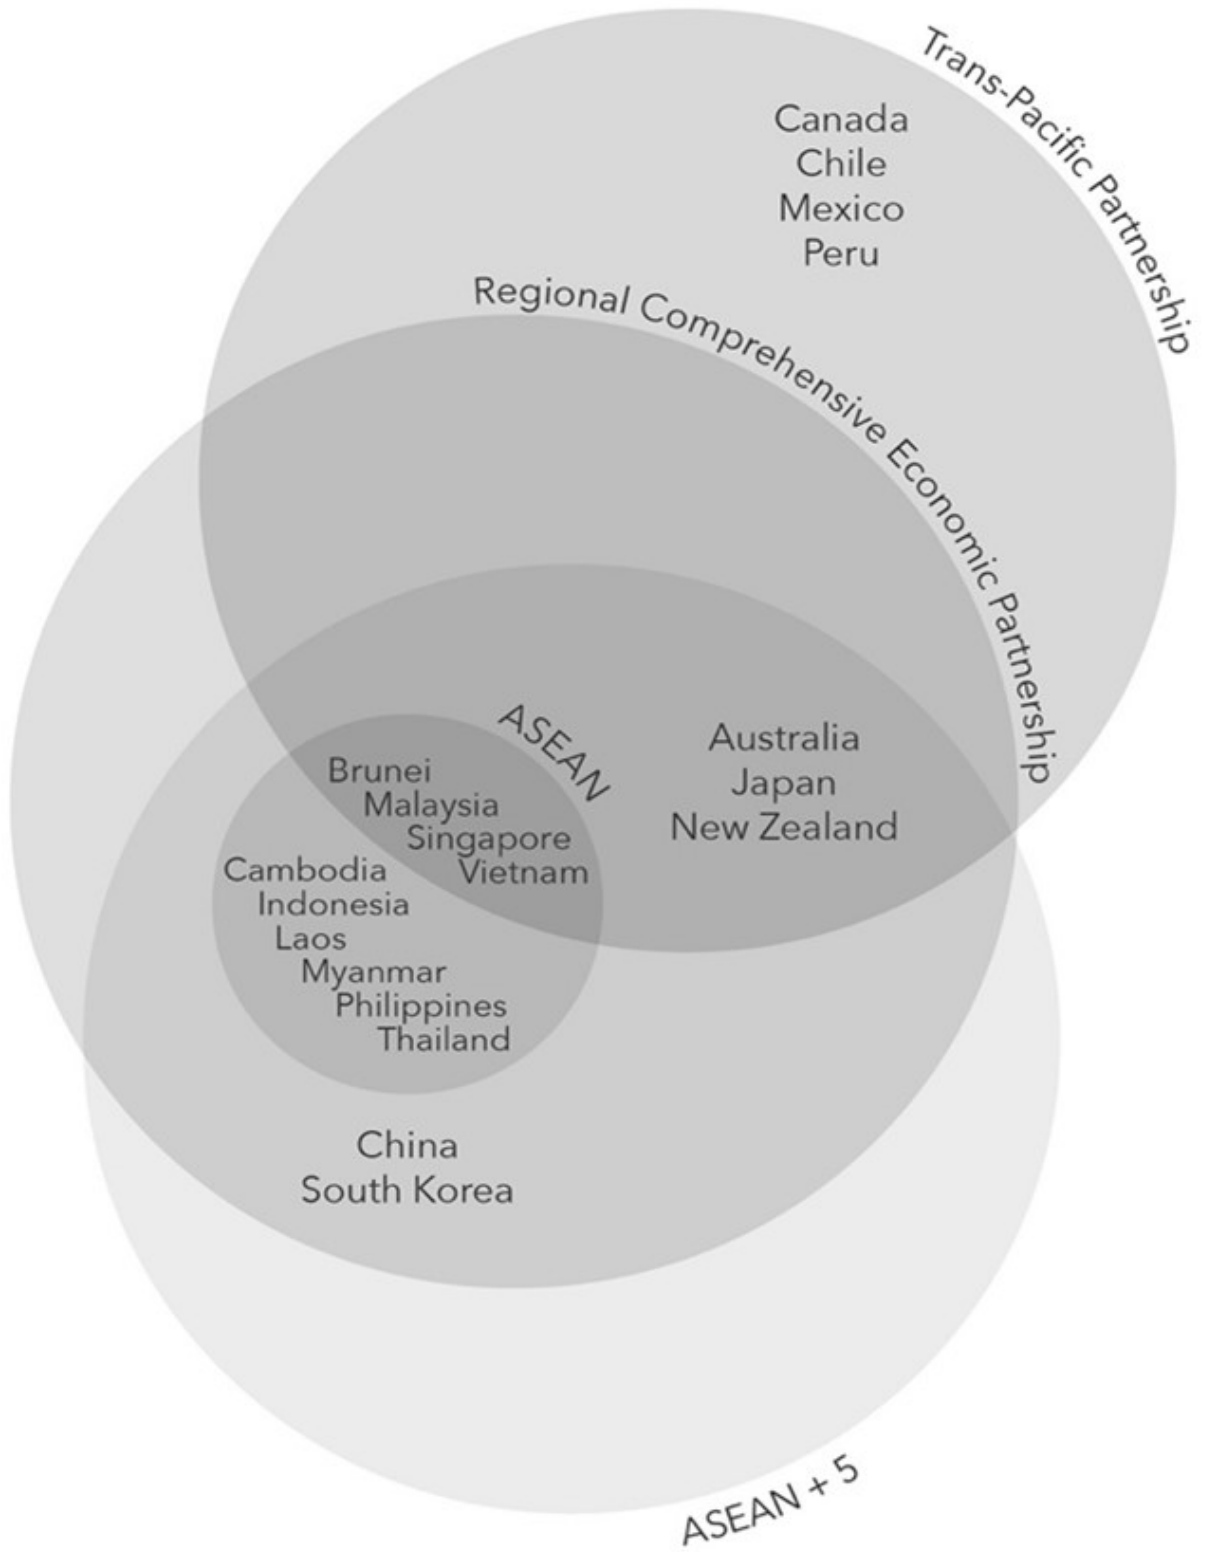 Trans-Pacific Partnership
Canada
Chile
Mexico
Peru
Regional Comprehensive Economic Partnership
ASEAN
Australia
Japan
New Zealand
Brunei
Malaysia
Singapore
Vietnam
Cambodia
Indonesia
Laos
Myanmar
Philippines
Thailand
China
South Korea
ASEAN + 5